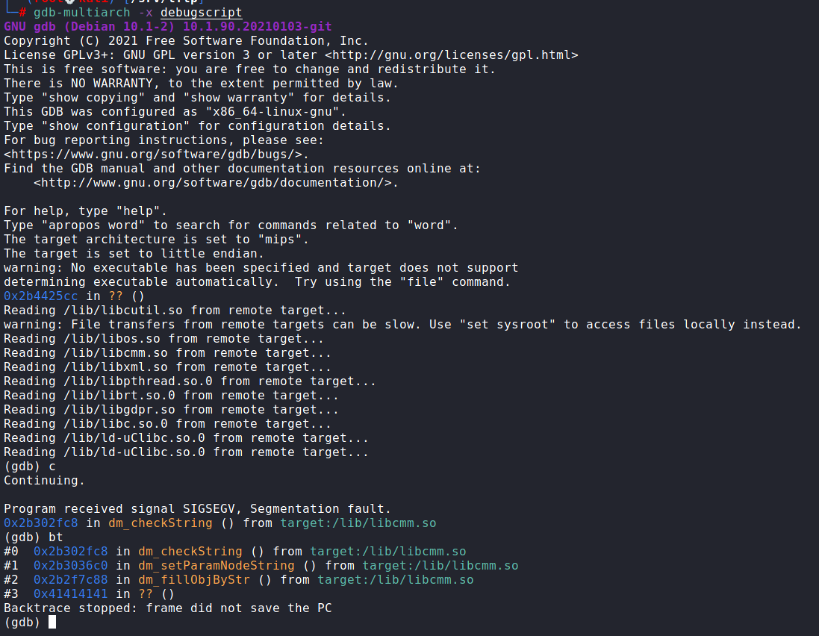 # gdb-multiarch -x debugscript
GNU gdb (Debian 10.1-2) 10.1.90.20210103-git
Copyright (C) 2021 Free Software Foundation, Inc.
License GPLv3+: GNU GPL version 3 or later <http://gnu.org/licenses/gpl.html>
This is free software: you are free to change and redistribute it.
There is NO WARRANTY, to the extent permitted by law.
Type "show copying" and "show warranty" for details.
This GDB was configured as "x86_64-linux-gnu".
Type "show configuration" for configuration details.
For bug reporting instructions, please see:
<https://www.gnu.org/software/gdb/bugs/>.
Find the GDB manual and other documentation resources online at:
    <http://www.gnu.org/software/gdb/documentation/>.

For help, type "help".
Type "apropos word" to search for commands related to "word".
The target architecture is set to "mips".
The target is set to little endian.
warning: No executable has been specified and target does not support
determining executable automatically.  Try using the "file" command.
0x2b4425cc in ?? ()
Reading /lib/libcutil.so from remote target...
warning: File transfers from remote targets can be slow. Use "set sysroot" to access files locally instead.
Reading /lib/libos.so from remote target...
Reading /lib/libcmm.so from remote target...
Reading /lib/libxml.so from remote target...
Reading /lib/libpthread.so.0 from remote target...
Reading /lib/librt.so.0 from remote target...
Reading /lib/libgdpr.so from remote target...
Reading /lib/libc.so.0 from remote target...
Reading /lib/ld-uClibc.so.0 from remote target...
Reading /lib/ld-uClibc.so.0 from remote target...
(gdb) c
Continuing.

Program received signal SIGSEGV, Segmentation fault.
0x2b302fc8 in dm_checkString () from target:/lib/libcmm.so
(gdb) bt
#0  0x2b302fc8 in dm_checkString () from target:/lib/libcmm.so
#1  0x2b3036c0 in dm_setParamNodeString () from target:/lib/libcmm.so
#2  0x2b2f7c88 in dm_fillObjByStr () from target:/lib/libcmm.so
#3  0x41414141 in ?? ()
Backtrace stopped: frame did not save the PC
(gdb)